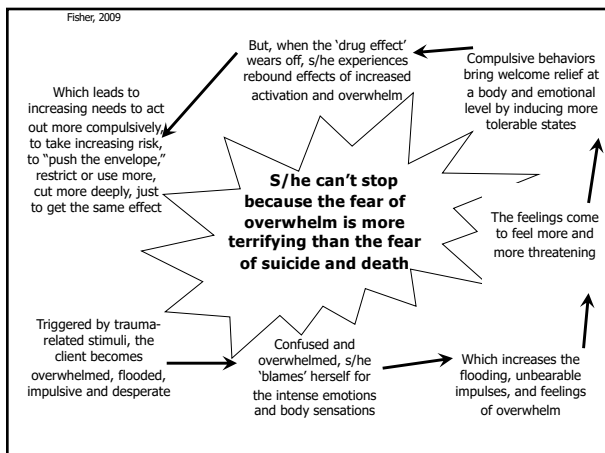 Fisher, 2009
But, when the ‘drug effect’
wears off, s/he experiences
rebound effects of increased
activation and overwhelm
Compulsive behaviors
bring welcome relief at
a body and emotional
level by inducing more
tolerable states
Which leads to
increasing needs to act
out more compulsively,
to take increasing risk,
to “push the envelope,”
restrict or use more,
cut more deeply, just
to get the same effect
S/he can’t stop
because the fear of
overwhelm is more
terrifying than the fear
of suicide and death
The feelings come
to feel more and
more threatening
Triggered by trauma-
related stimuli, the
client becomes
overwhelmed, flooded,
impulsive and desperate
Confused and
overwhelmed, s/he
‘blames’ herself for
the intense emotions
and body sensations
Which increases the
flooding, unbearable
impulses, and feelings
of overwhelm